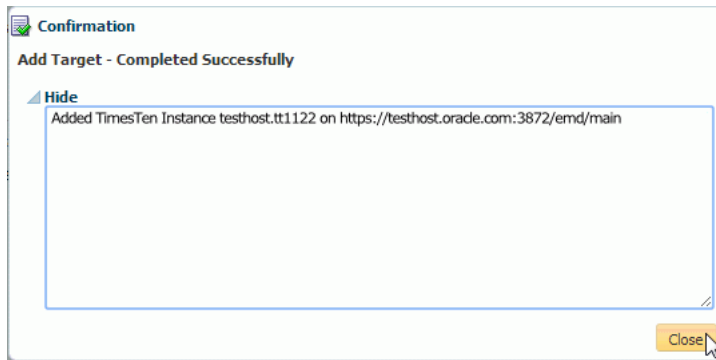 Confirmation
Add Target - Completed Successfully
Hide
Added TimesTen Instance testhost.tt1122 on https://testhost.oracle.com:3872/emd/main
Close